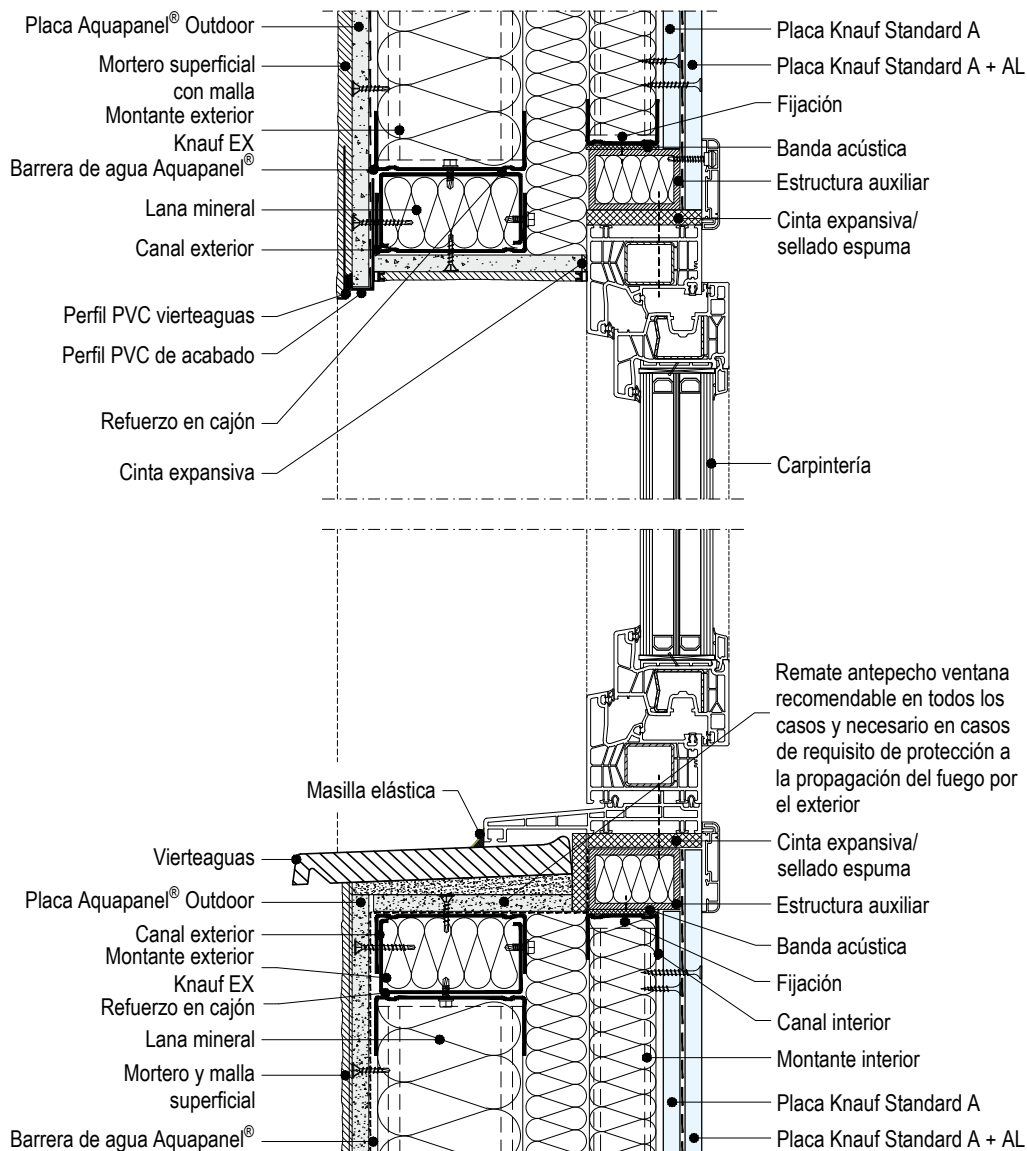 Placa Aquapanel® Outdoor
Mortero superficial
con malla
Montante exterior
Knauf EX
Barrera de agua Aquapanel®
Lana mineral
Canal exterior
Perfil PVC vierteaguas
Perfil PVC de acabado
Refuerzo en cajón
Cinta expansiva
Placa Knauf Standard A
Placa Knauf Standard A + AL
Fijación
Banda acústica
Estructura auxiliar
Cinta expansiva/
sellado espuma
Carpintería
Masilla elástica
Vierteaguas
Placa Aquapanel® Outdoor
Canal exterior
Montante exterior
Knauf EX
Refuerzo en cajón
Lana mineral
Mortero y malla
superficial
Barrera de agua Aquapanel®
Remate antepecho ventana
recomendable en todos los
casos y necesario en casos
de requisito de protección a
la propagación del fuego por
el exterior
Cinta expansiva/
sellado espuma
Estructura auxiliar
Banda acústica
Fijación
Canal interior
Montante interior
Placa Knauf Standard A
Placa Knauf Standard A + AL